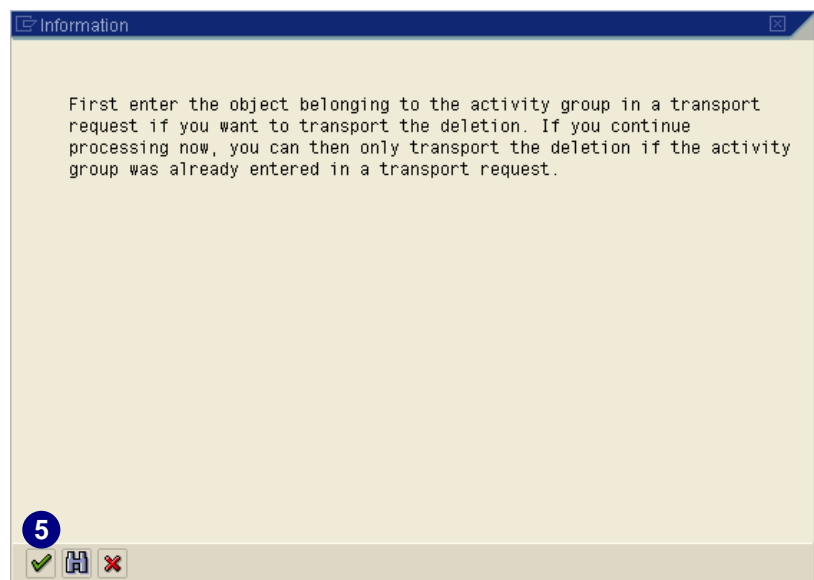 Information
First enter the object belonging to the activity group in a transport
request if you want to transport the deletion. If you continue
processing now, you can then only transport the deletion if the activity
group was already entered in a transport request.
5